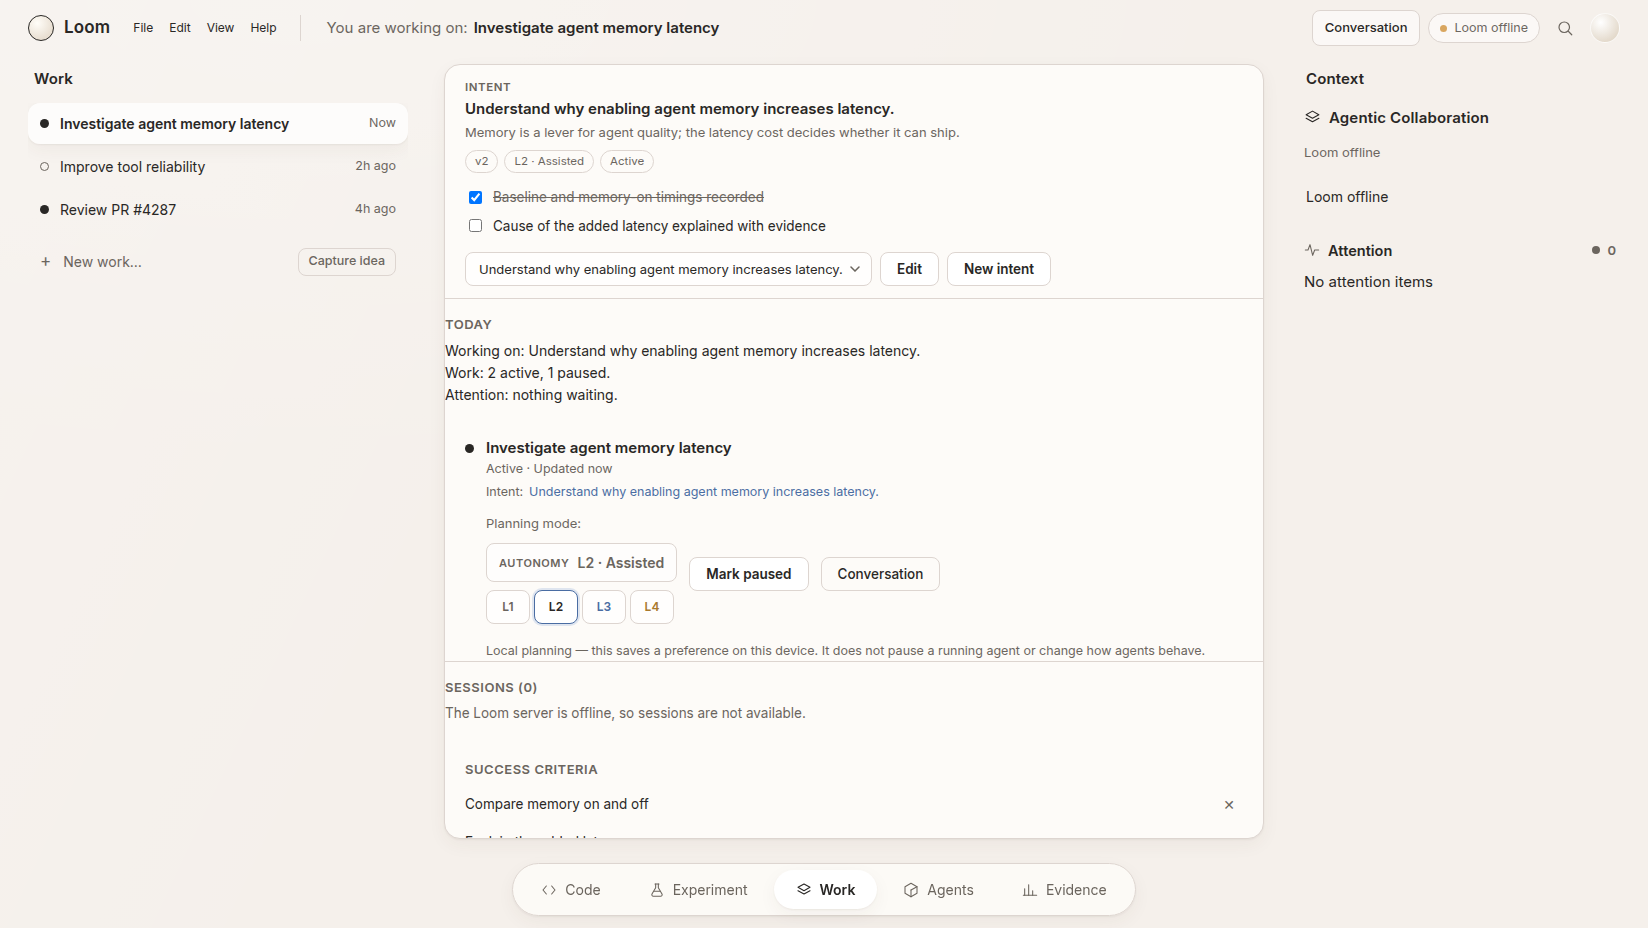 Loom
File Edit View Help
You are working on: Investigate agent memory latency
Conversation
Loom offline
Work
Investigate agent memory latency Now
Improve tool reliability 2h ago
Review PR #4287 4h ago
+ New work... Capture idea
INTENT
Understand why enabling agent memory increases latency.
Memory is a lever for agent quality; the latency cost decides whether it can ship.
v2 L2 · Assisted Active
Baseline and memory-on timings recorded
Cause of the added latency explained with evidence
Understand why enabling agent memory increases latency. Edit New intent
TODAY
Working on: Understand why enabling agent memory increases latency.
Work: 2 active, 1 paused.
Attention: nothing waiting.
Investigate agent memory latency
Active · Updated now
Intent: Understand why enabling agent memory increases latency.
Planning mode:
AUTONOMY L2 · Assisted
Mark paused Conversation
L1 L2 L3 L4
Local planning — this saves a preference on this device. It does not pause a running agent or change how agents behave.
SESSIONS (0)
The Loom server is offline, so sessions are not available.
SUCCESS CRITERIA
Compare memory on and off ×
Context
Agentic Collaboration
Loom offline
Loom offline
Attention 0
No attention items
Code Experiment Work Agents Evidence